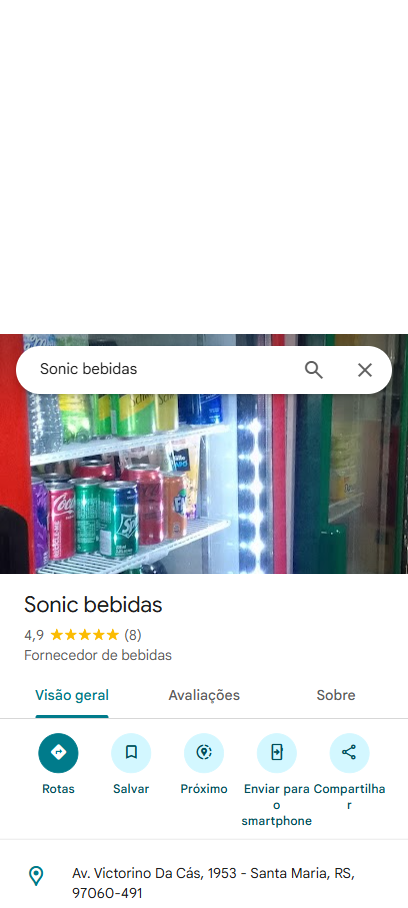 Sonic bebidas
Coca
Sonic bebidas
4,9 (8)
Fornecedor de bebidas
Visão geral Avaliações Sobre
Rotas Salvar Próximo Enviar para o smartphone Compartilhar
Av. Victorino Da Cás, 1953 - Santa Maria, RS,
97060-491